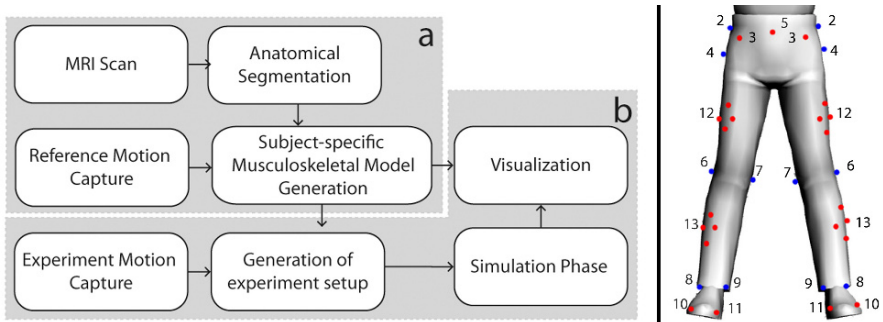 a
MRI Scan
Anatomical
Segmentation
b
Reference Motion
Capture
Subject-specific
Musculoskeletal Model
Generation
Visualization
Experiment Motion
Capture
Generation of
experiment setup
Simulation Phase
2
5
2
3
3
4
4
12
12
6
7
7
6
13
13
8
9
9
8
10
11
11
10